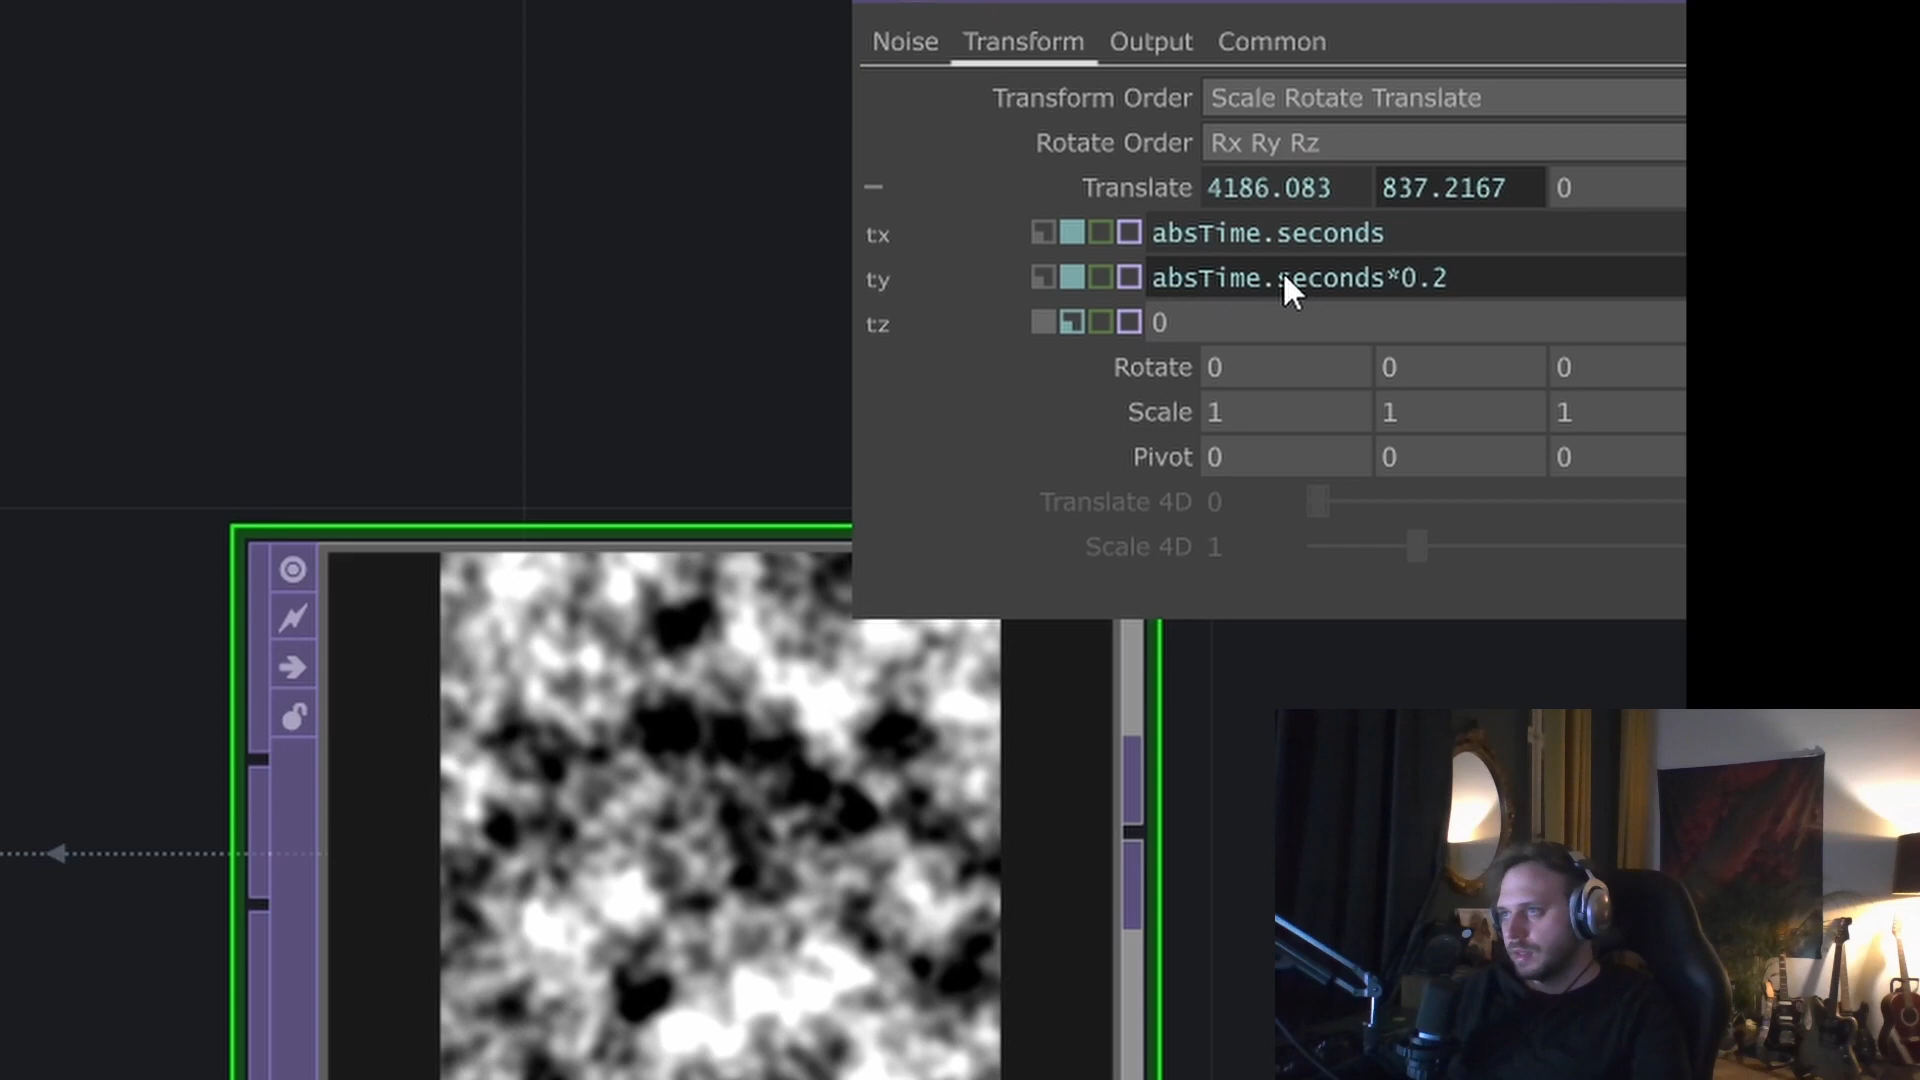 Noise Transform Output Common
Transform Order Scale Rotate Translate
Rotate Order Rx Ry Rz
Translate 4186.083 837.2167 0
tx absTime.seconds
ty absTime.seconds*0.2
tz 0
Rotate 0 0 0
Scale 1 1 1
Pivot 0 0 0
Translate 4D 0
Scale 4D 1